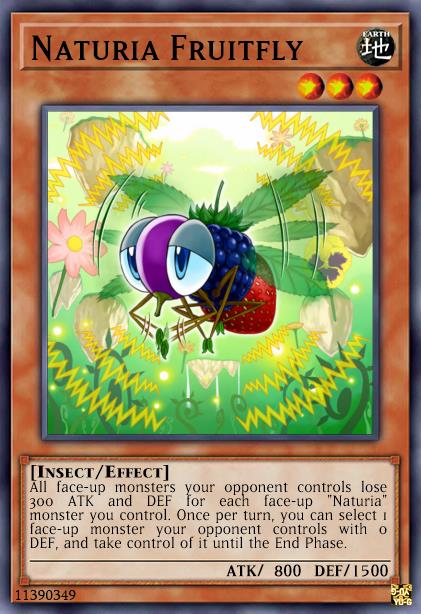 Naturia Fruitfly
EARTH
地
[Insect/Effect]
All face-up monsters your opponent controls lose
300 ATK and DEF for each face-up "Naturia"
monster you control. Once per turn, you can select 1
face-up monster your opponent controls with 0
DEF, and take control of it until the End Phase.
ATK/ 800 DEF/1500
11390349